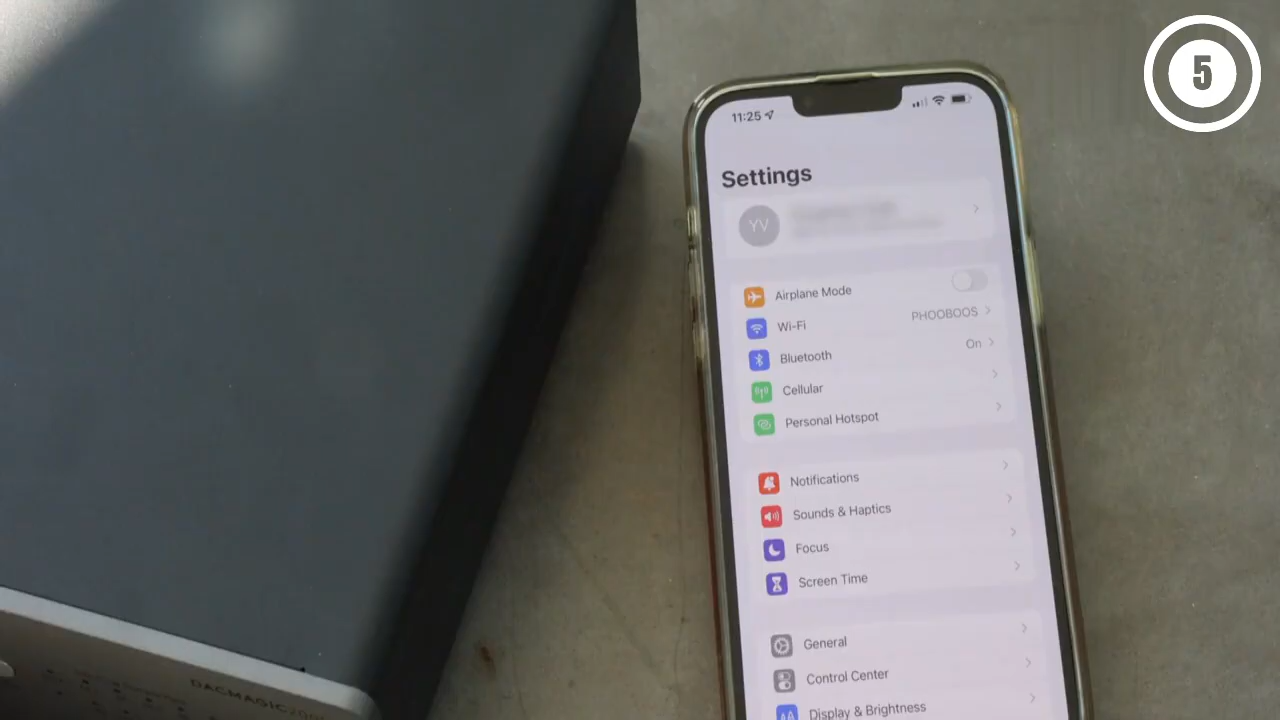 5
11:25
Settings
YV
Airplane Mode
Wi-Fi PHOOBOOS
Bluetooth On
Cellular
Personal Hotspot
Notifications
Sounds & Haptics
Focus
Screen Time
General
Control Center
Display & Brightness
AA